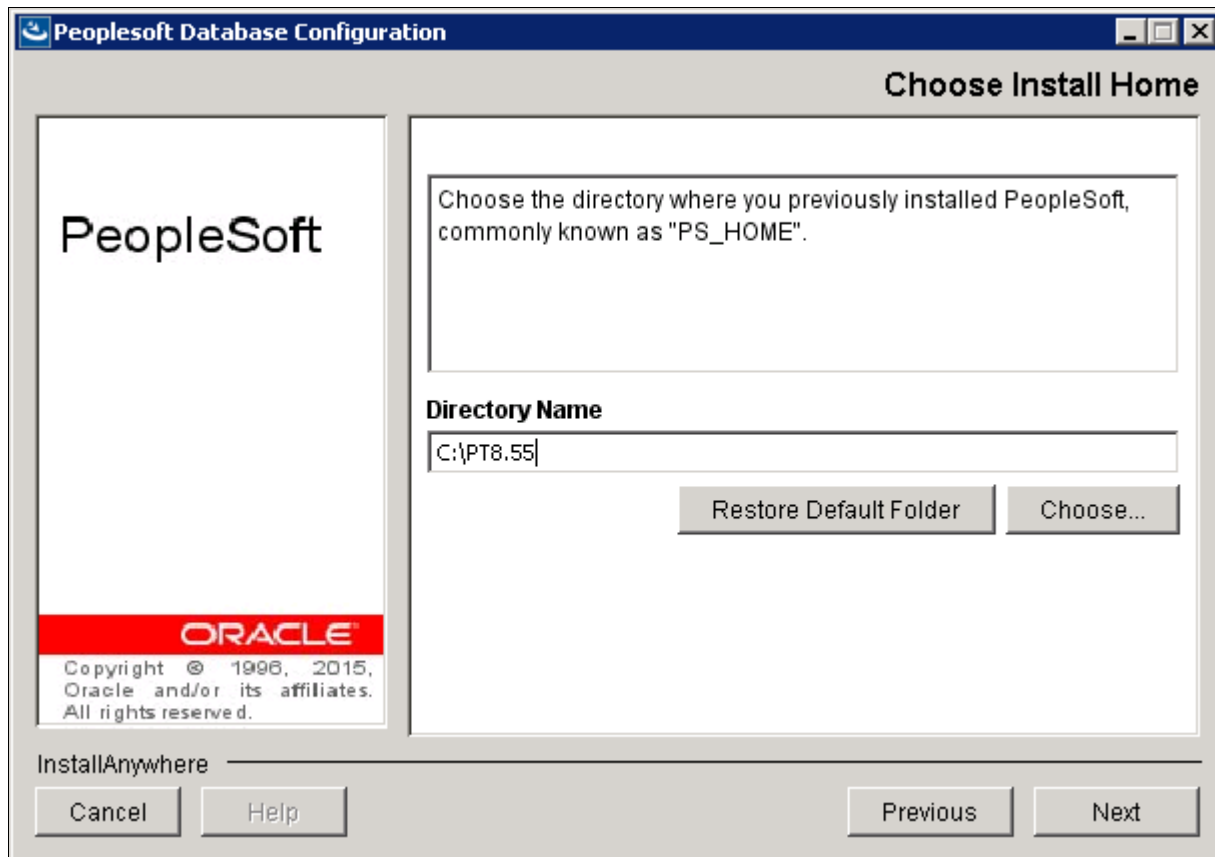 Peoplesoft Database Configuration
Choose Install Home
PeopleSoft
Choose the directory where you previously installed PeopleSoft,
commonly known as "PS_HOME".
Directory Name
C:\PT8.55
Restore Default Folder
Choose...
ORACLE
Copyright © 1996, 2015,
Oracle and/or its affiliates.
All rights reserved.
InstallAnywhere
Cancel
Help
Previous
Next